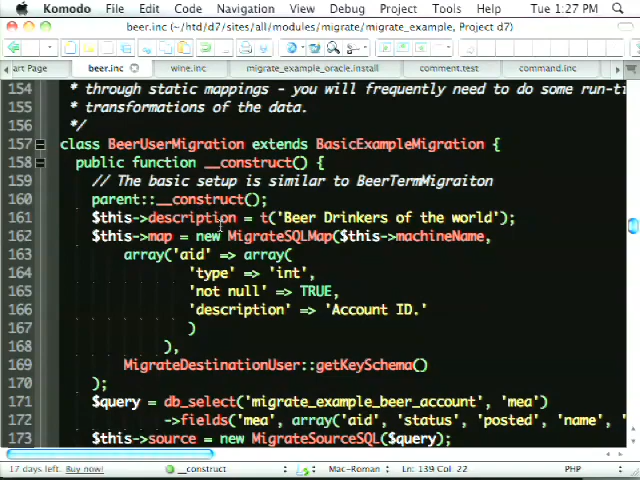 Komodo File Edit Code Navigation View Debug Project Tools Help Tue 1:27 PM
beer.inc (~/htd/d7/sites/all/modules/migrate/migrate_example, Project d7)
art Page beer.inc wine.inc migrate_example_oracle.install comment.test command.inc
154 * through static mappings - you will frequently need to do some run-ti
155 * transformations of the data.
156 */
157 class BeerUserMigration extends BasicExampleMigration {
158 public function __construct() {
159 // The basic setup is similar to BeerTermMigraiton
160 parent::__construct();
161 $this->description = t('Beer Drinkers of the world');
162 $this->map = new MigrateSQLMap($this->machineName,
163 array('aid' => array(
164 'type' => 'int',
165 'not null' => TRUE,
166 'description' => 'Account ID.'
167 )
168 ),
169 MigrateDestinationUser::getKeySchema()
170 );
171 $query = db_select('migrate_example_beer_account', 'mea')
172 ->fields('mea', array('aid', 'status', 'posted', 'name', '
173 $this->source = new MigrateSourceSQL($query);
17 days left. Buy now! __construct Mac-Roman Ln: 139 Col: 22 PHP